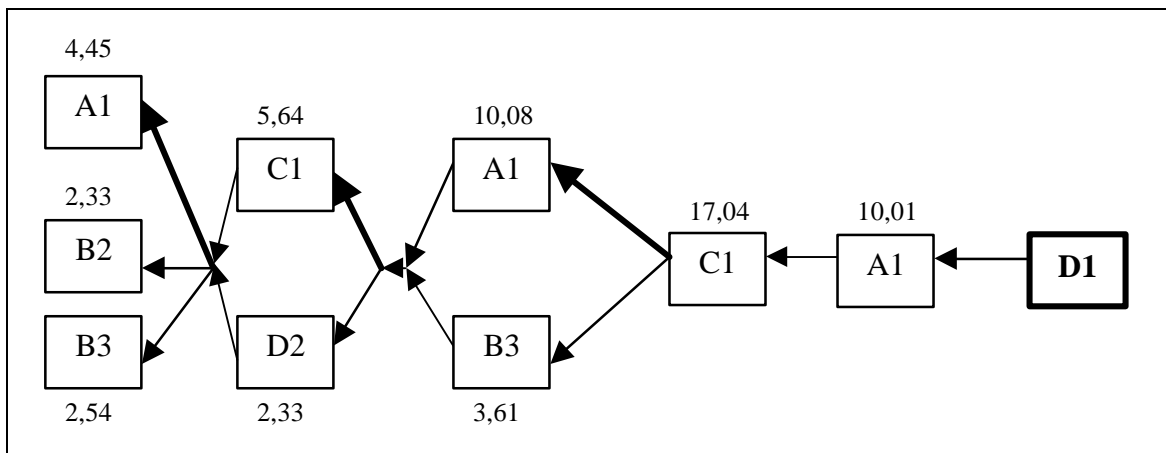 4,45
A1
5,64
10,08
C1
A1
2,33
17,04
10,01
B2
C1
A1
D1
B3
D2
B3
2,54
2,33
3,61